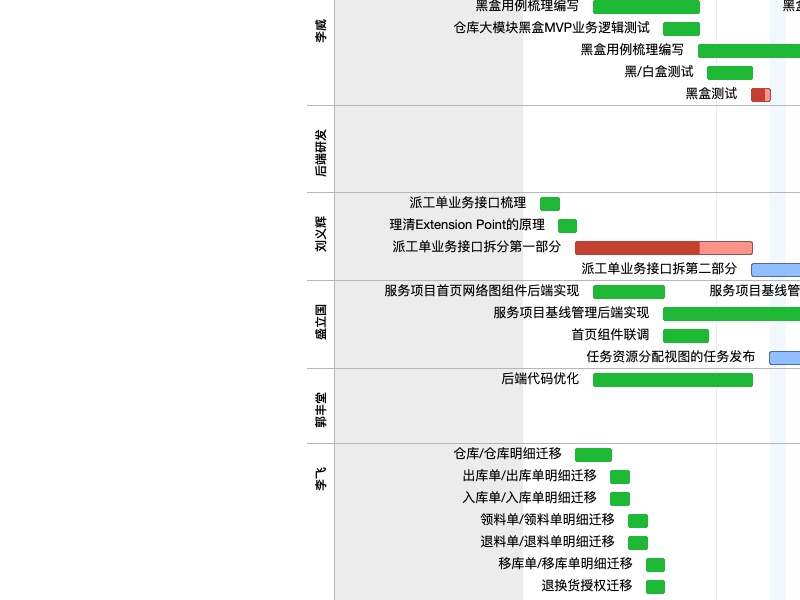 李威
黑盒用例梳理编写
仓库大模块黑盒MVP业务逻辑测试
黑盒用例梳理编写
黑/白盒测试
黑盒测试
后端研发
刘义辉
派工单业务接口梳理
理清Extension Point的原理
派工单业务接口拆分第一部分
派工单业务接口拆第二部分
盛立国
服务项目首页网络图组件后端实现
服务项目基线管
服务项目基线管理后端实现
首页组件联调
任务资源分配视图的任务发布
郭丰堂
后端代码优化
李飞
仓库/仓库明细迁移
出库单/出库单明细迁移
入库单/入库单明细迁移
领料单/领料单明细迁移
退料单/退料单明细迁移
移库单/移库单明细迁移
退换货授权迁移